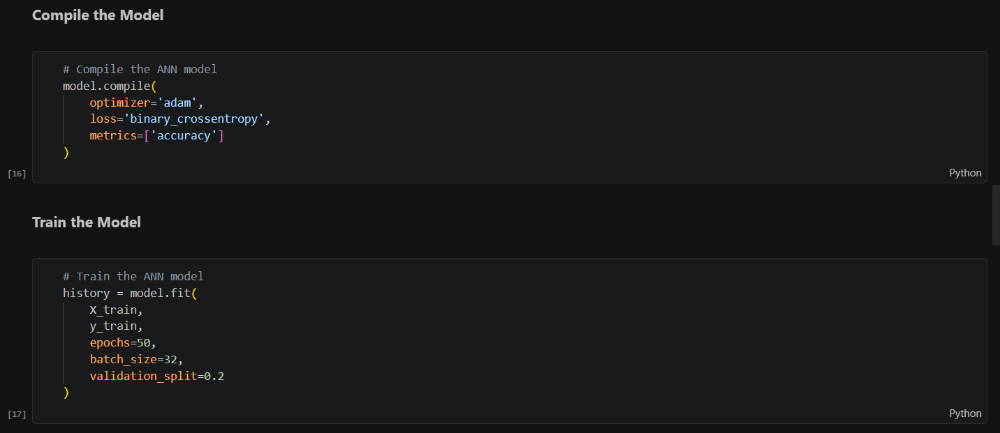 Compile the Model
# Compile the ANN model
model.compile(
    optimizer='adam',
    loss='binary_crossentropy',
    metrics=['accuracy']
)
[16]
Python
Train the Model
# Train the ANN model
history = model.fit(
    X_train,
    y_train,
    epochs=50,
    batch_size=32,
    validation_split=0.2
)
[17]
Python